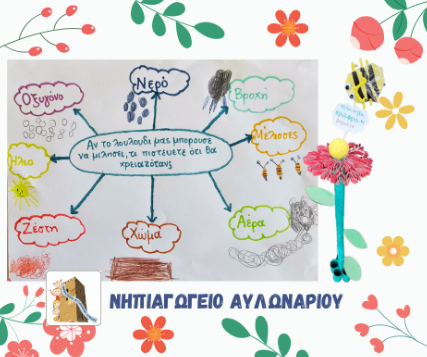 Νερό
Οξυγόνο
Βροχή
Μέλισσες
Αν το λουλούδι μας μπορούσε
να μιλήσει, τι πιστεύετε ότι θα
χρειαζόταν;
Ήλιο
Ζέστη
Χώμα
Αέρα
ΝΗΠΙΑΓΩΓΕΙΟ ΑΥΛΩΝΑΡΙΟΥ